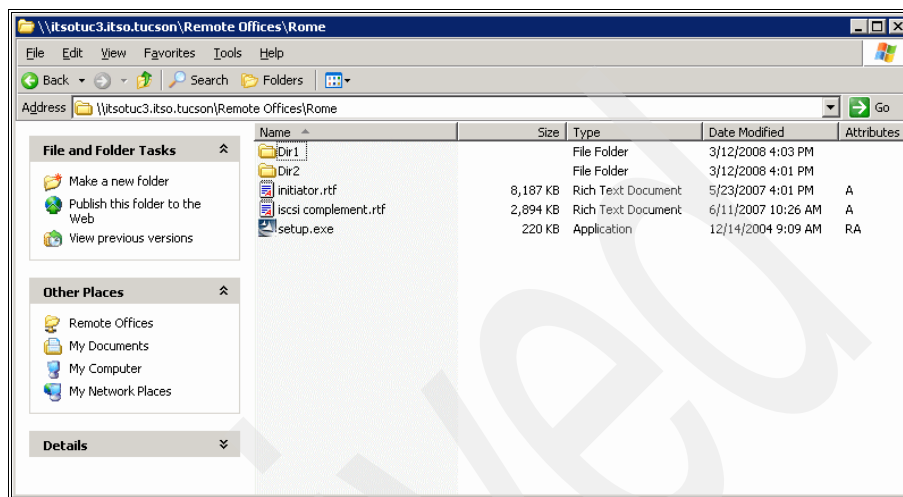 \\itsotuc3.itso.tucson\Remote Offices\Rome
File Edit View Favorites Tools Help
Back Search Folders
Address \\itsotuc3.itso.tucson\Remote Offices\Rome Go
Name Size Type Date Modified Attributes
File and Folder Tasks
Make a new folder
Publish this folder to the
Web
View previous versions
Other Places
Remote Offices
My Documents
My Computer
My Network Places
Details
Dir1 File Folder 3/12/2008 4:03 PM
Dir2 File Folder 3/12/2008 4:01 PM
initiator.rtf 8,187 KB Rich Text Document 5/23/2007 4:01 PM A
iscsi complement.rtf 2,894 KB Rich Text Document 6/11/2007 10:26 AM A
setup.exe 220 KB Application 12/14/2004 9:09 AM RA